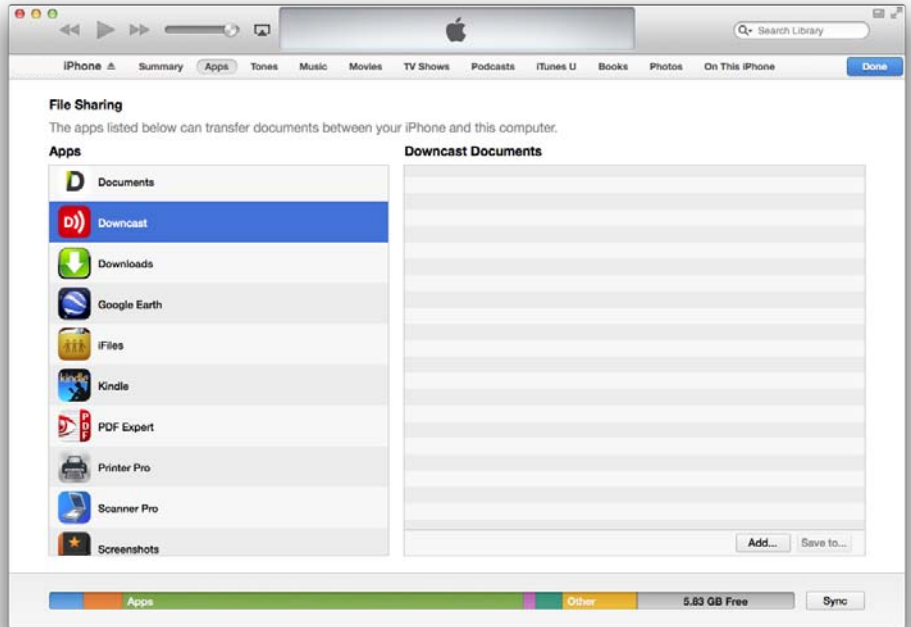 Search Library
iPhone Summary Apps Tones Music Movies TV Shows Podcasts iTunes U Books Photos On This iPhone Done
File Sharing
The apps listed below can transfer documents between your iPhone and this computer.
Apps Downcast Documents
D Documents
D)) Downcast
Downloads
Google Earth
iFiles
kindle Kindle
PDF PDF Expert
Printer Pro
Scanner Pro
Screenshots
Add... Save to...
Apps Other 5.83 GB Free Sync